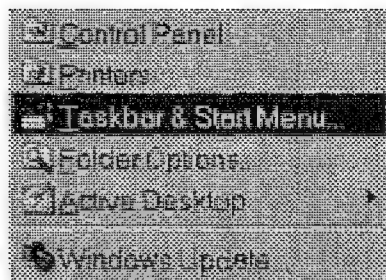 Control Panel
Printers
Taskbar & Start Menu...
Folder Options...
Active Desktop
Windows Update